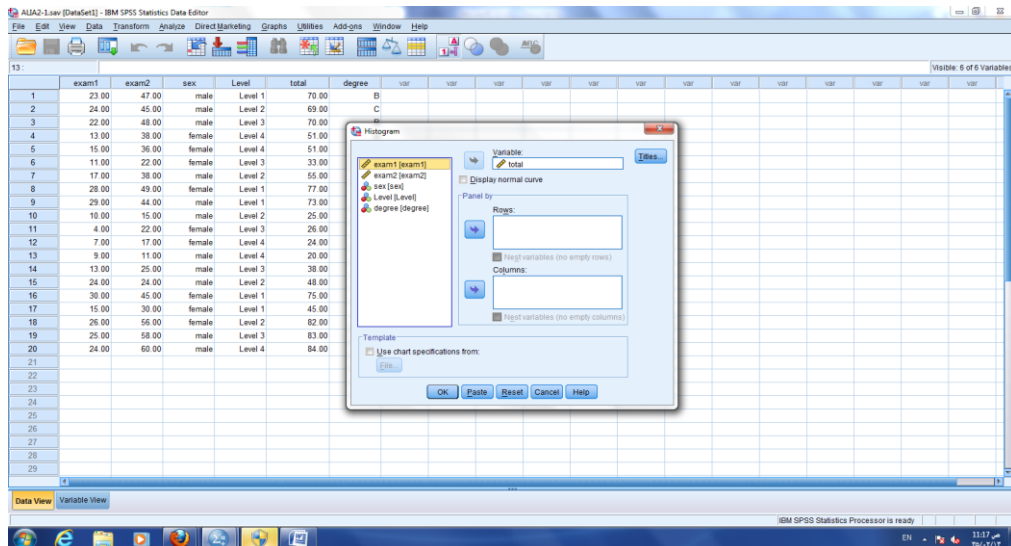 ALIA2-1.sav [DataSet1] - IBM SPSS Statistics Data Editor
File Edit View Data Transform Analyze Direct Marketing Graphs Utilities Add-ons Window Help
13 : Visible: 6 of 6 Variables
exam1 exam2 sex Level total degree var var var var var var var var var var var
1 23.00 47.00 male Level 1 70.00 B
2 24.00 45.00 male Level 2 69.00 C
3 22.00 48.00 male Level 3 70.00
4 13.00 38.00 female Level 4 51.00
5 15.00 36.00 female Level 4 51.00
6 11.00 22.00 female Level 3 33.00
7 17.00 38.00 male Level 2 55.00
8 28.00 49.00 female Level 1 77.00
9 29.00 44.00 male Level 1 73.00
10 10.00 15.00 male Level 2 25.00
11 4.00 22.00 female Level 3 26.00
12 7.00 17.00 female Level 4 24.00
13 9.00 11.00 male Level 4 20.00
14 13.00 25.00 male Level 3 38.00
15 24.00 24.00 male Level 2 48.00
16 30.00 45.00 female Level 1 75.00
17 15.00 30.00 female Level 1 45.00
18 26.00 56.00 female Level 2 82.00
19 25.00 58.00 male Level 3 83.00
20 24.00 60.00 male Level 4 84.00
21
22
23
24
25
26
27
28
29
Histogram
exam1 [exam1]
exam2 [exam2]
sex [sex]
Level [Level]
degree [degree]
Variable:
total
Titles...
Display normal curve
Panel by
Rows:
Nest variables (no empty rows)
Columns:
Nest variables (no empty columns)
Template
Use chart specifications from:
File...
OK Paste Reset Cancel Help
Data View Variable View
IBM SPSS Statistics Processor is ready
EN 11:17 ص